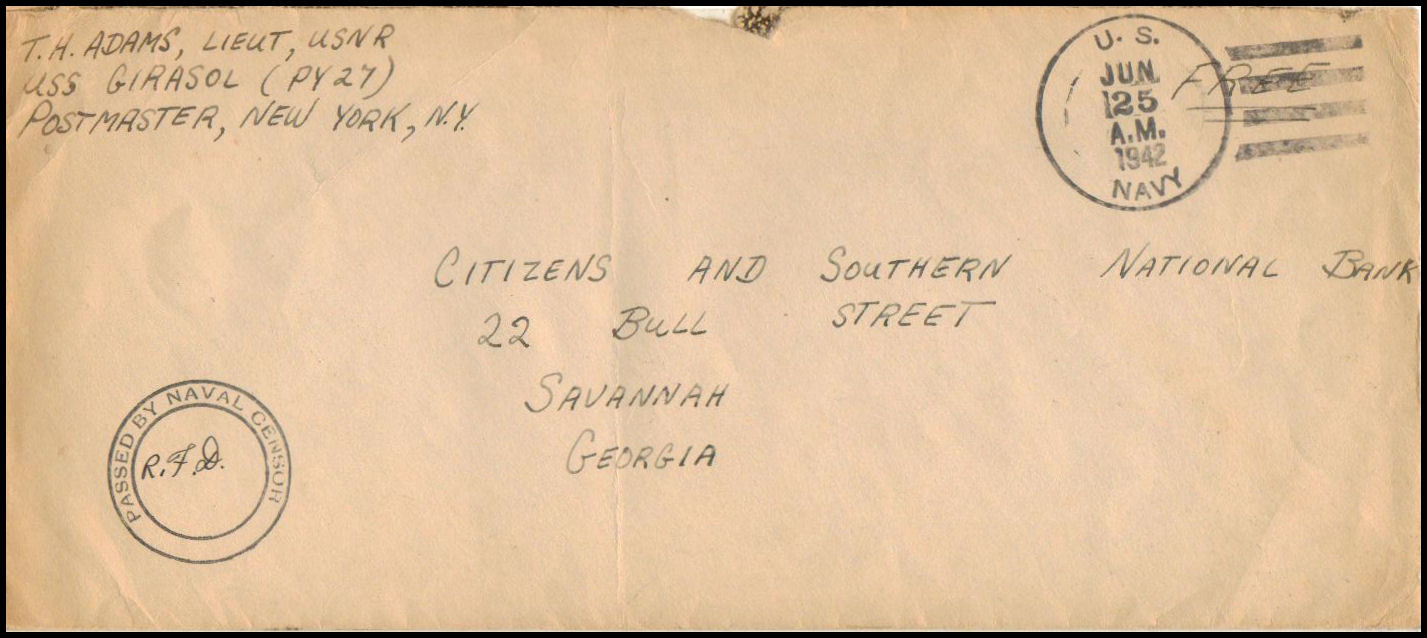 T.H. ADAMS, LIEUT, USNR
USS GIRASOL (PY27)
POSTMASTER, NEW YORK, N.Y.
U. S.
JUN
25
A.M.
1942
NAVY
FREE
CITIZENS AND SOUTHERN NATIONAL BANK
22 BULL STREET
SAVANNAH
GEORGIA
PASSED BY NAVAL CENSOR
R.F.D.